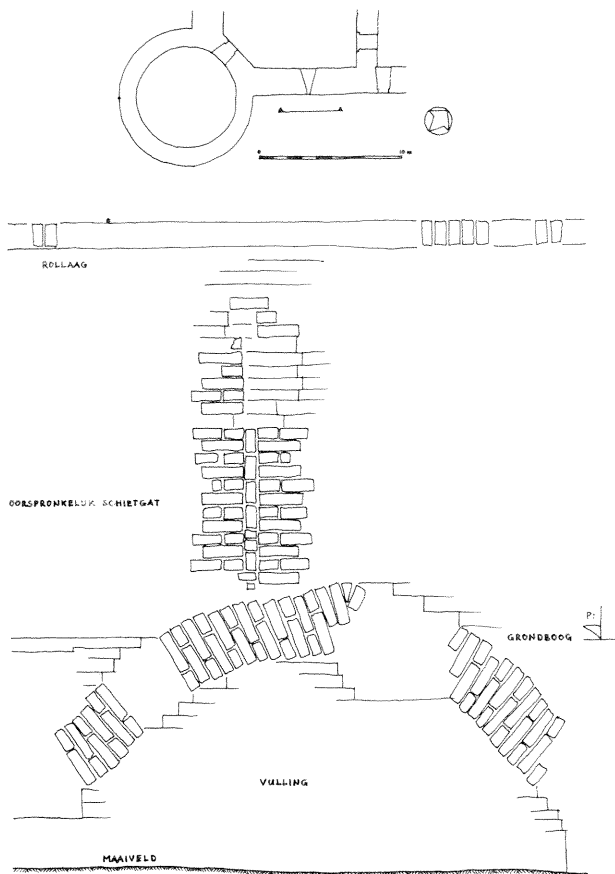 0 10 m
ROLLAAG
OORSPRONKELIJK SCHIETGAT
P:
GRONDBOOG
VULLING
MAAIVELD